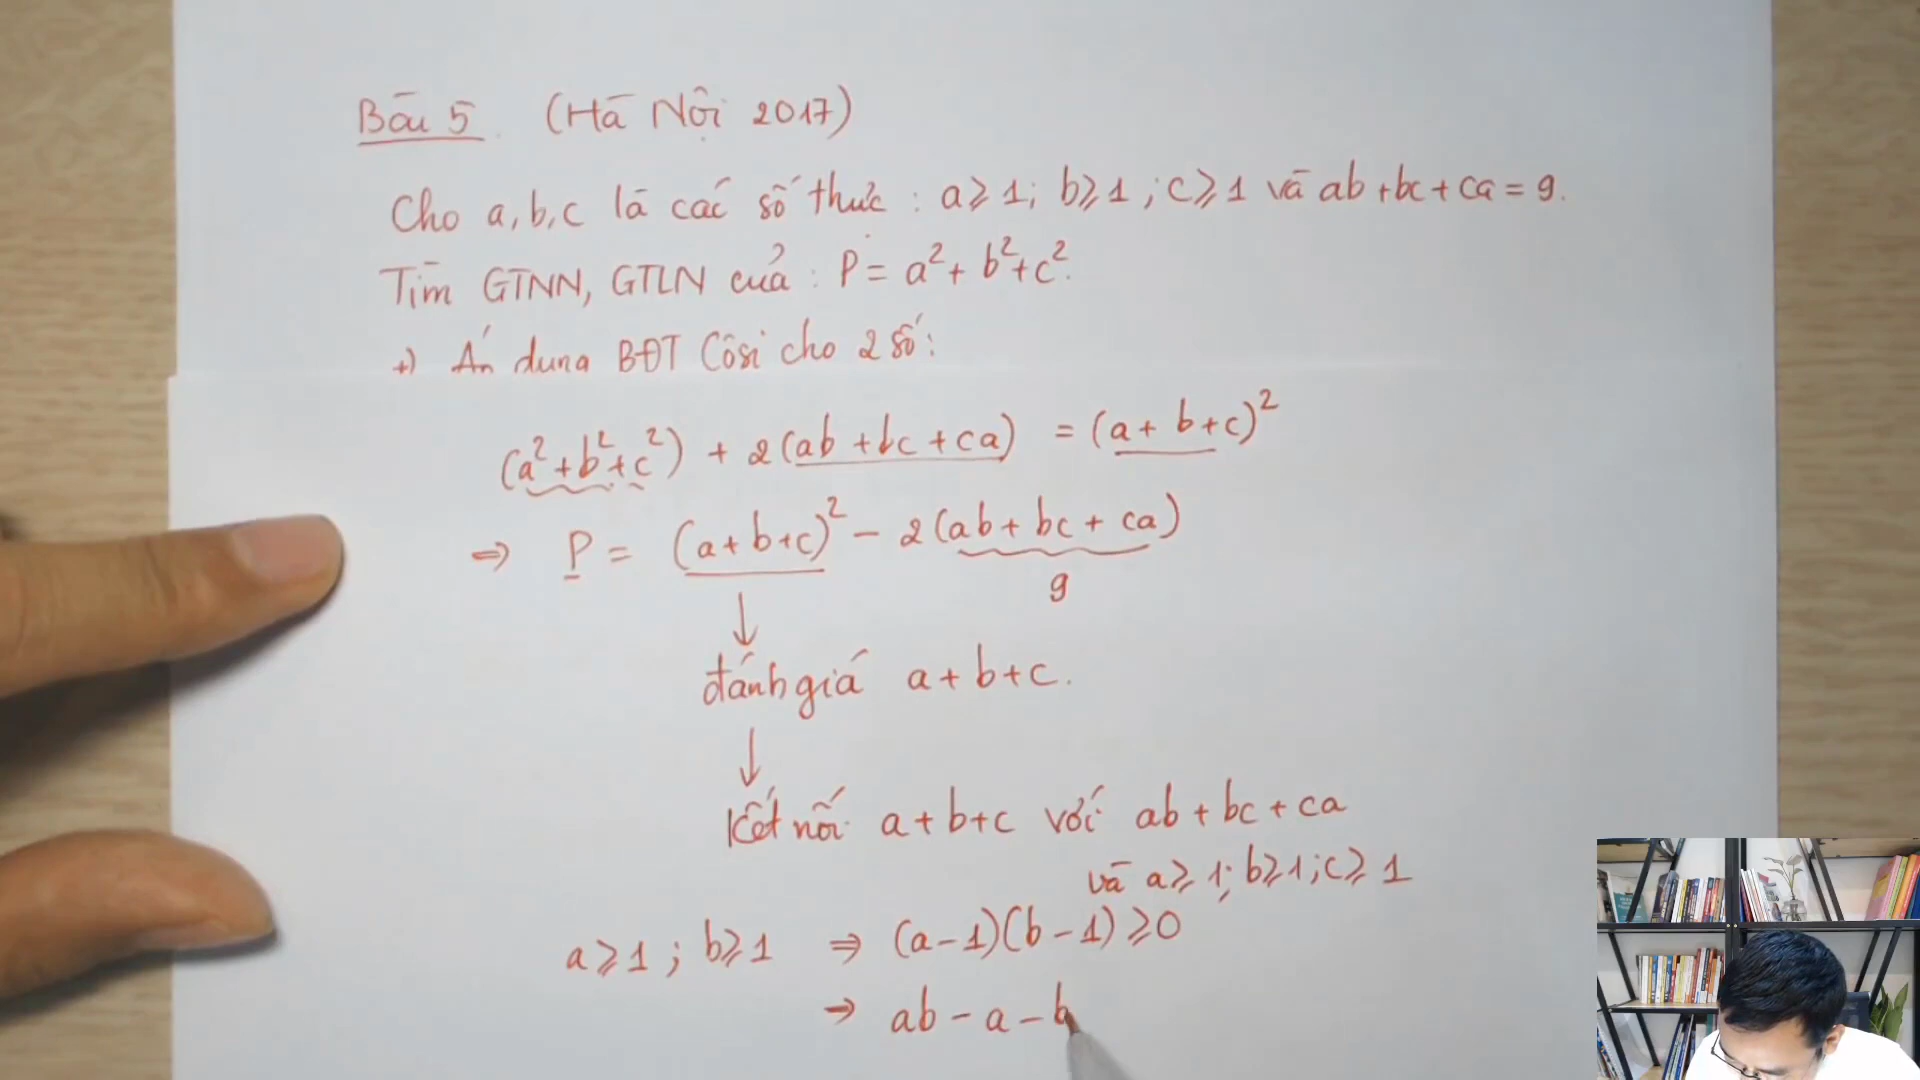 Bài 5 (Hà Nội 2017)
Cho a, b, c là các số thực : a ≥ 1; b ≥ 1 ; c ≥ 1 và ab + bc + ca = 9.
Tìm GTNN, GTLN của : P = a² + b² + c².
+) Áp dụng BĐT Côsi cho 2 số:
(a² + b² + c²) + 2(ab + bc + ca) = (a + b + c)²
⇒ P = (a + b + c)² − 2(ab + bc + ca)
9
↓
đánh giá a + b + c.
↓
Kết nối a + b + c với ab + bc + ca
và a ≥ 1; b ≥ 1; c ≥ 1
a ≥ 1 ; b ≥ 1 ⇒ (a − 1)(b − 1) ≥ 0
⇒ ab − a − b